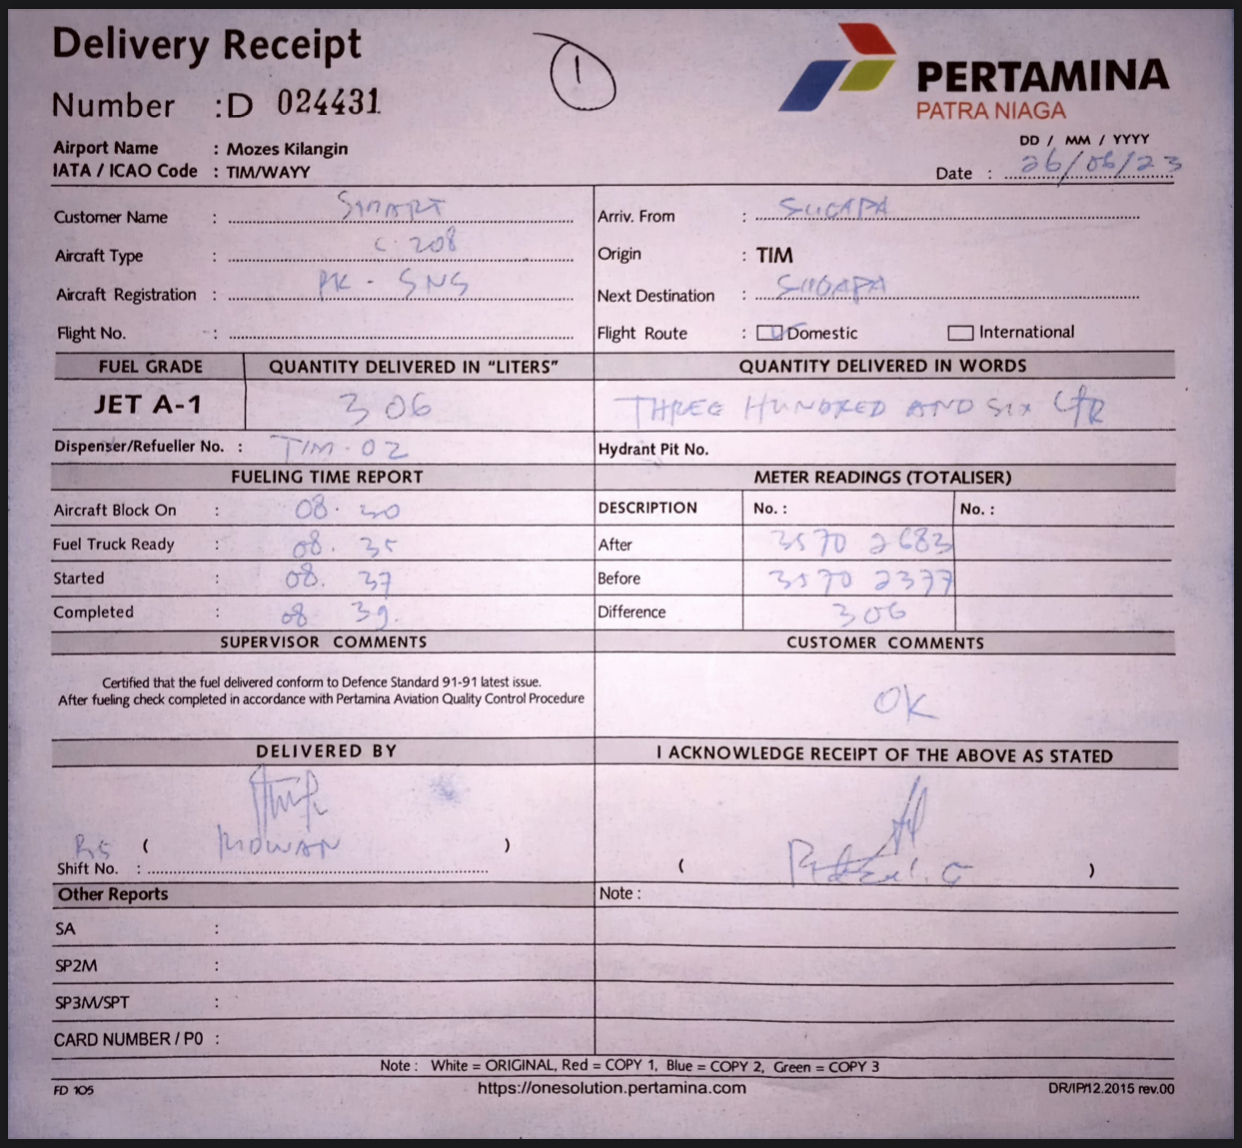 Delivery Receipt
1
PERTAMINA
PATRA NIAGA
Number : D 024431
Airport Name : Mozes Kilangin
IATA / ICAO Code : TIM/WAYY
DD / MM / YYYY
Date : 26/06/23
Customer Name : SMART
Arriv. From : SUGAPA
Aircraft Type : C 208
Origin : TIM
Aircraft Registration : PK - SNS
Next Destination : SUGAPA
Flight No. :
Flight Route : Domestic International
FUEL GRADE QUANTITY DELIVERED IN “LITERS” QUANTITY DELIVERED IN WORDS
JET A-1 306 THREE HUNDRED AND SIX LTR
Dispenser/Refueller No. : TIM - 02 Hydrant Pit No.
FUELING TIME REPORT METER READINGS (TOTALISER)
Aircraft Block On : 08. 30 DESCRIPTION No. : No. :
Fuel Truck Ready : 08. 35 After 3570 2683
Started : 08. 37 Before 3570 2377
Completed : 08 39. Difference 306
SUPERVISOR COMMENTS CUSTOMER COMMENTS
Certified that the fuel delivered conform to Defence Standard 91-91 latest issue.
After fueling check completed in accordance with Pertamina Aviation Quality Control Procedure
OK
DELIVERED BY I ACKNOWLEDGE RECEIPT OF THE ABOVE AS STATED
( RIDWAN )
Shift No. :
( )
Other Reports Note :
SA :
SP2M :
SP3M/SPT :
CARD NUMBER / P0 :
Note : White = ORIGINAL, Red = COPY 1, Blue = COPY 2, Green = COPY 3
FD 105 https://onesolution.pertamina.com DR/IP/12.2015 rev.00